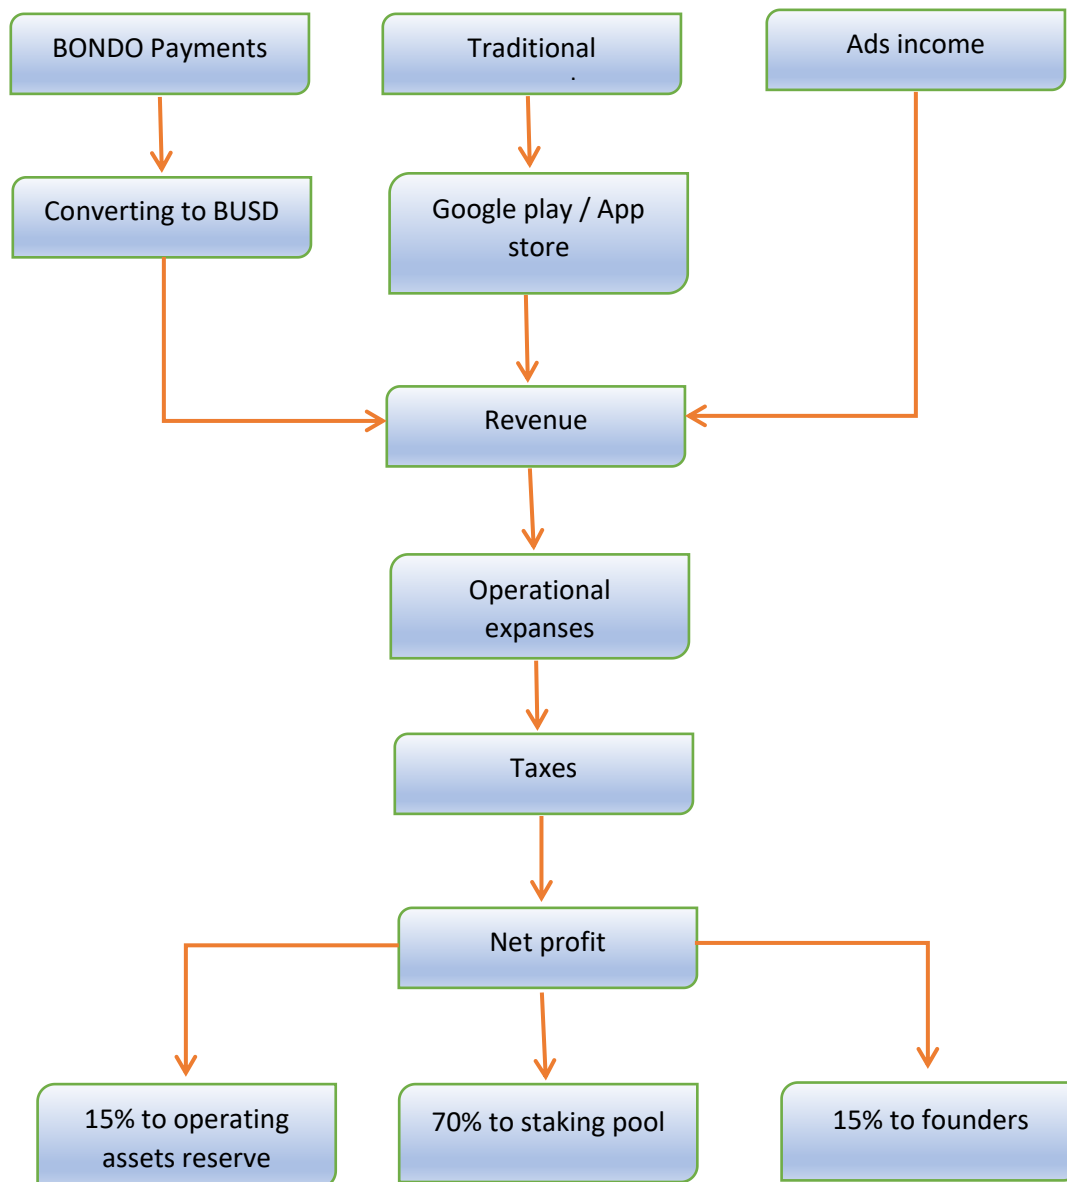 BONDO Payments
Traditional
Ads income
Converting to BUSD
Google play / App
store
Revenue
Operational
expanses
Taxes
Net profit
15% to operating
assets reserve
70% to staking pool
15% to founders